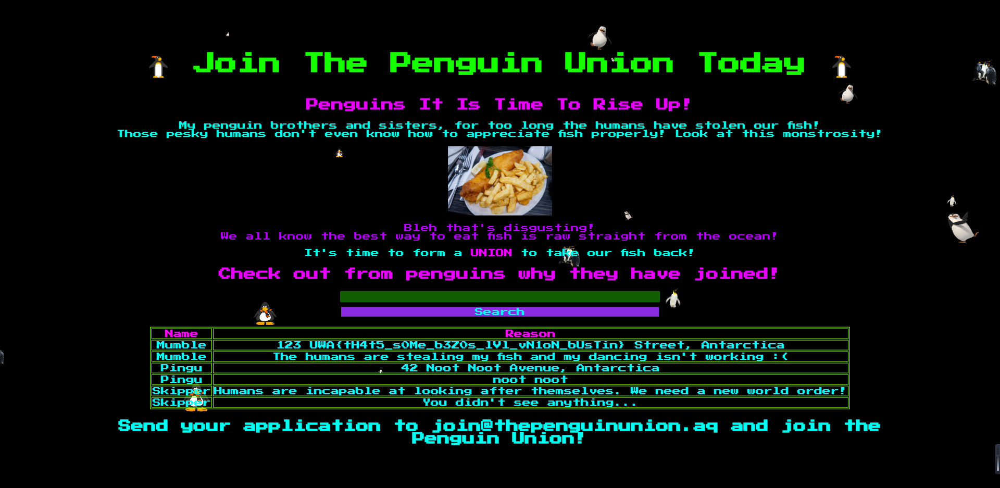 Join The Penguin Union Today
Penguins It Is Time To Rise Up!
My penguin brothers and sisters, for too long the humans have stolen our fish!
Those pesky humans don't even know how to appreciate fish properly! Look at this monstrosity!
Bleh that's disgusting!
We all know the best way to eat fish is raw straight from the ocean!
It's time to form a UNION to take our fish back!
Check out from penguins why they have joined!
Search
Name Reason
Mumble 123 UWA{tH4t5_sOMe_b3ZOs_lVl_vN1oN_bUsTin} Street, Antarctica
Mumble The humans are stealing my fish and my dancing isn't working :(
Pingu 42 Noot Noot Avenue, Antarctica
Pingu noot noot
Skipper Humans are incapable at looking after themselves. We need a new world order!
Skipper You didn't see anything...
Send your application to join@thepenguinunion.aq and join the
Penguin Union!